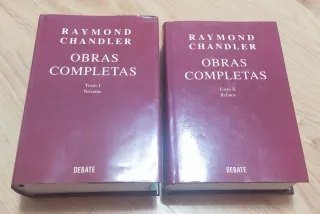 RAYMOND
CHANDLER
OBRAS
COMPLETAS
Tomo I
Novelas
DEBATE
RAYMOND
CHANDLER
OBRAS
COMPLETAS
Tomo II
Relatos
DEBATE